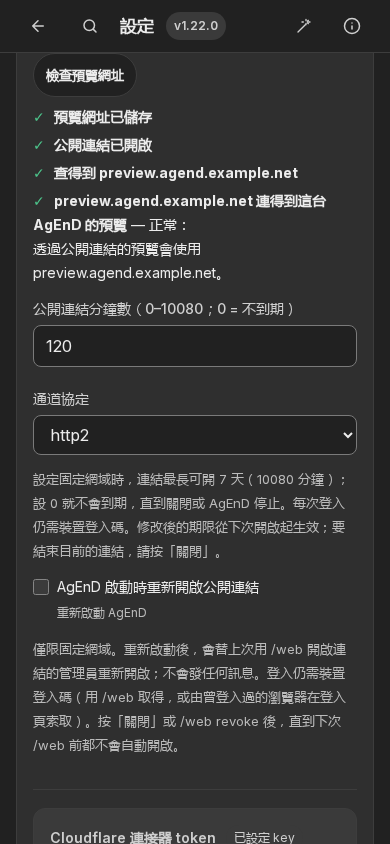 設定 v1.22.0
檢查預覽網址
✓ 預覽網址已儲存
✓ 公開連結已開啟
✓ 查得到 preview.agend.example.net
✓ preview.agend.example.net 連得到這台
AgEnD 的預覽 — 正常：
透過公開連結的預覽會使用
preview.agend.example.net。
公開連結分鐘數（0–10080；0 = 不到期）
120
通道協定
http2
設定固定網域時，連結最長可開 7 天（10080 分鐘）；
設 0 就不會到期，直到關閉或 AgEnD 停止。每次登入
仍需裝置登入碼。修改後的期限從下次開啟起生效；要
結束目前的連結，請按「關閉」。
AgEnD 啟動時重新開啟公開連結
重新啟動 AgEnD
僅限固定網域。重新啟動後，會替上次用 /web 開啟連
結的管理員重新開啟；不會發任何訊息。登入仍需裝置
登入碼（用 /web 取得，或由曾登入過的瀏覽器在登入
頁索取）。按「關閉」或 /web revoke 後，直到下次
/web 前都不會自動開啟。
Cloudflare 連接器 token 已設定 key